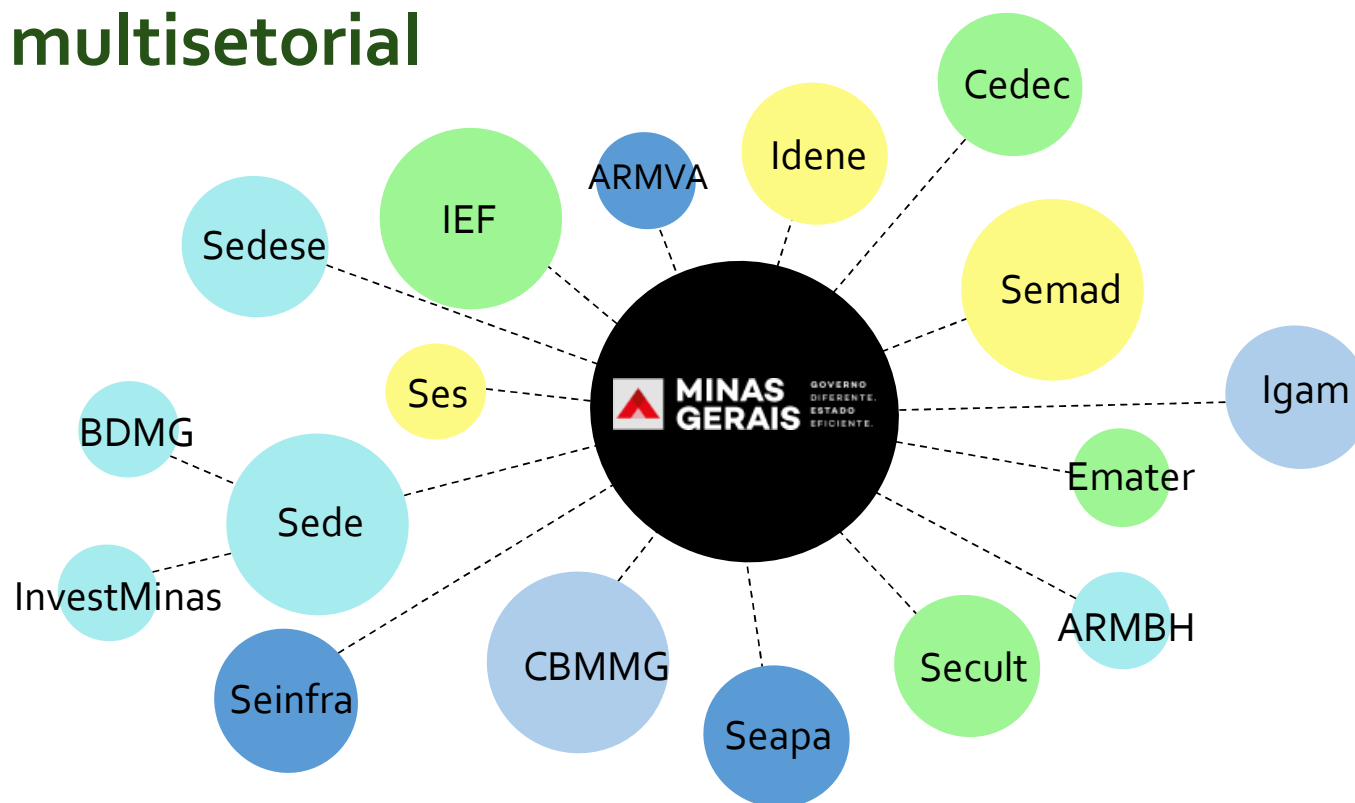 multisetorial
Cedec
Idene
ARMVA
IEF
Sedese
Semad
Igam
Ses
MINAS
GERAIS
GOVERNO
DIFERENTE.
ESTADO
EFICIENTE.
BDMG
Emater
Sede
InvestMinas
ARMBH
CBMMG
Secult
Seinfra
Seapa